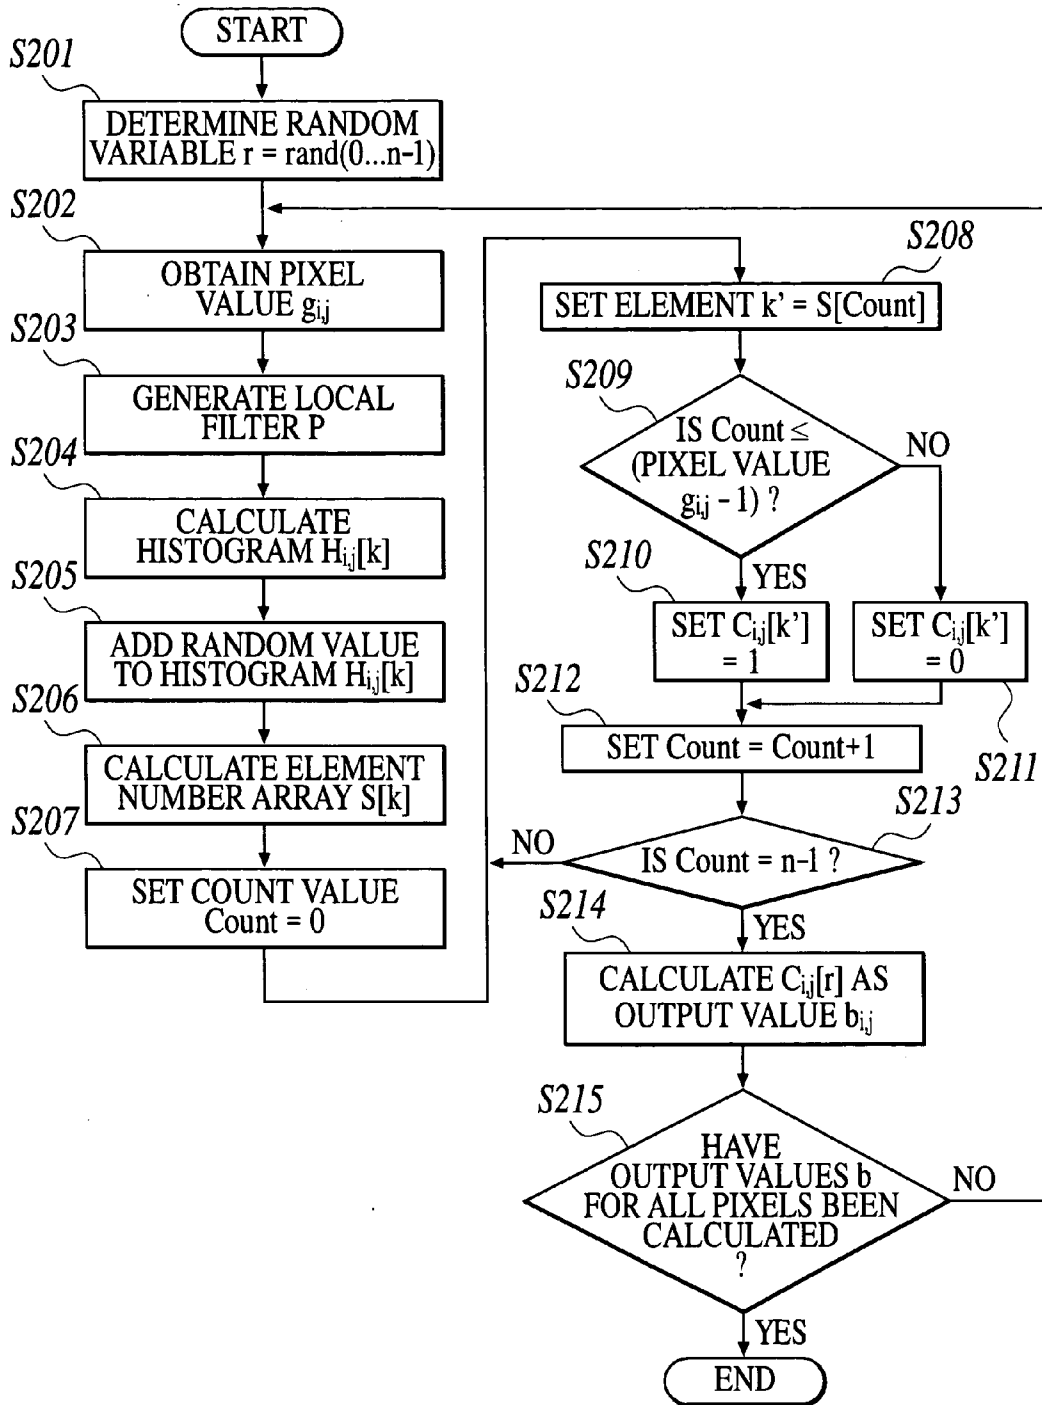 START
S201
DETERMINE RANDOM
VARIABLE r = rand(0...n-1)
S202
OBTAIN PIXEL
VALUE gi,j
S203
GENERATE LOCAL
FILTER P
S204
CALCULATE
HISTOGRAM Hi,j[k]
S205
ADD RANDOM VALUE
TO HISTOGRAM Hi,j[k]
S206
CALCULATE ELEMENT
NUMBER ARRAY S[k]
S207
SET COUNT VALUE
Count = 0
S208
SET ELEMENT k’ = S[Count]
S209
IS Count ≤
(PIXEL VALUE
gi,j - 1) ?
NO
YES
S210
SET Ci,j[k’]
= 1
SET Ci,j[k’]
= 0
S211
S212
SET Count = Count+1
S213
IS Count = n-1 ?
NO
YES
S214
CALCULATE Ci,j[r] AS
OUTPUT VALUE bi,j
S215
HAVE
OUTPUT VALUES b
FOR ALL PIXELS BEEN
CALCULATED
?
NO
YES
END